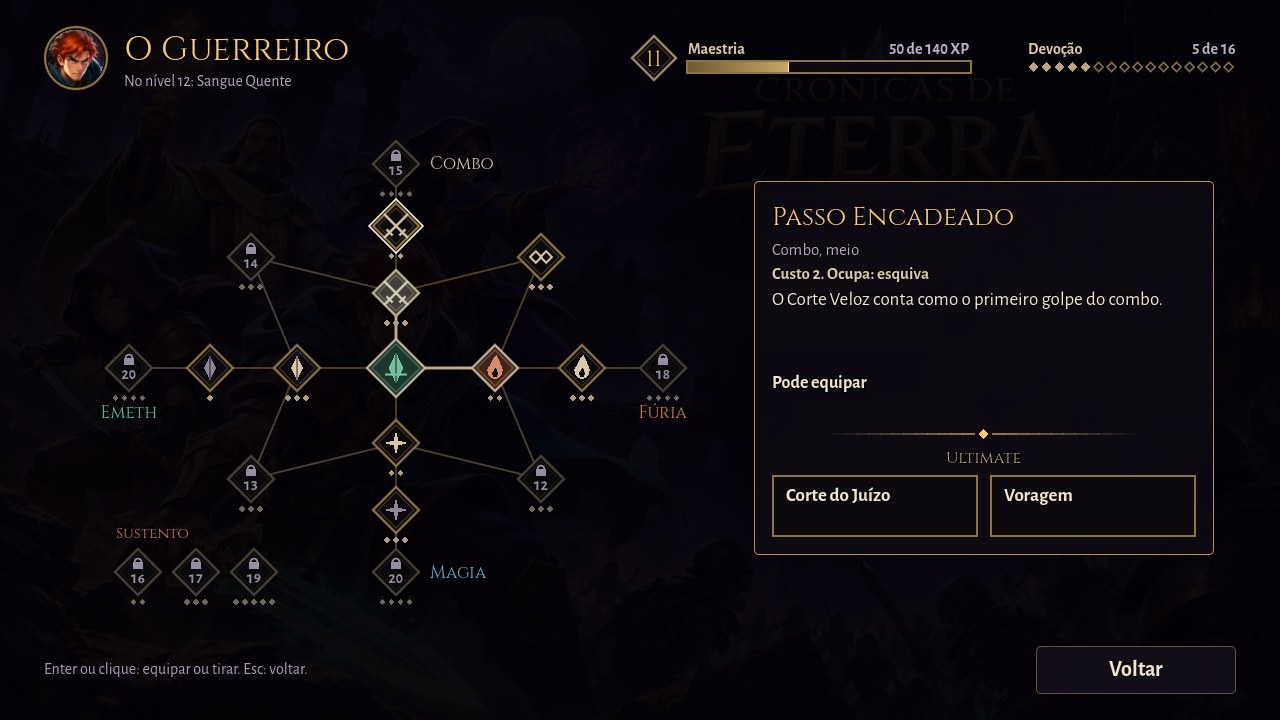 O Guerreiro
No nível 12: Sangue Quente
11
Maestria
50 de 140 XP
Devoção
5 de 16
CRÔNICAS DE
ETERRA
15
Combo
14
20
18
Emeth
Fúria
13
12
Sustento
16
17
19
20
Magia
Passo Encadeado
Combo, meio
Custo 2. Ocupa: esquiva
O Corte Veloz conta como o primeiro golpe do combo.
Pode equipar
Ultimate
Corte do Juízo
Voragem
Enter ou clique: equipar ou tirar. Esc: voltar.
Voltar